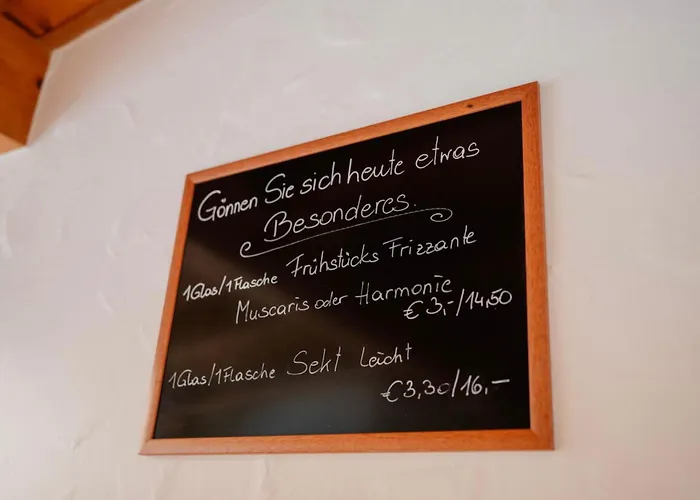 Gönnen Sie sich heute etwas
Besonderes.
1Glas/1Flasche Frühstücks Frizzante
Muscaris oder Harmonie
€ 3,-/14,50
1Glas/1Flasche Sekt Leicht
€3,30/16,-